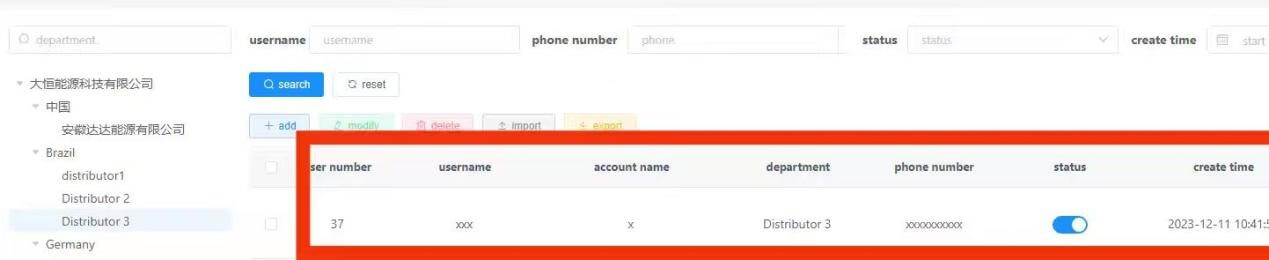 department
username username phone number phone status status create time start
大恒能源科技有限公司
search reset
中国
安徽达达能源有限公司
add modify delete import export
Brazil
ser number username account name department phone number status create time
distributor1
Distributor 2
Distributor 3
37 xxx x Distributor 3 xxxxxxxxxx 2023-12-11 10:41:5
Germany